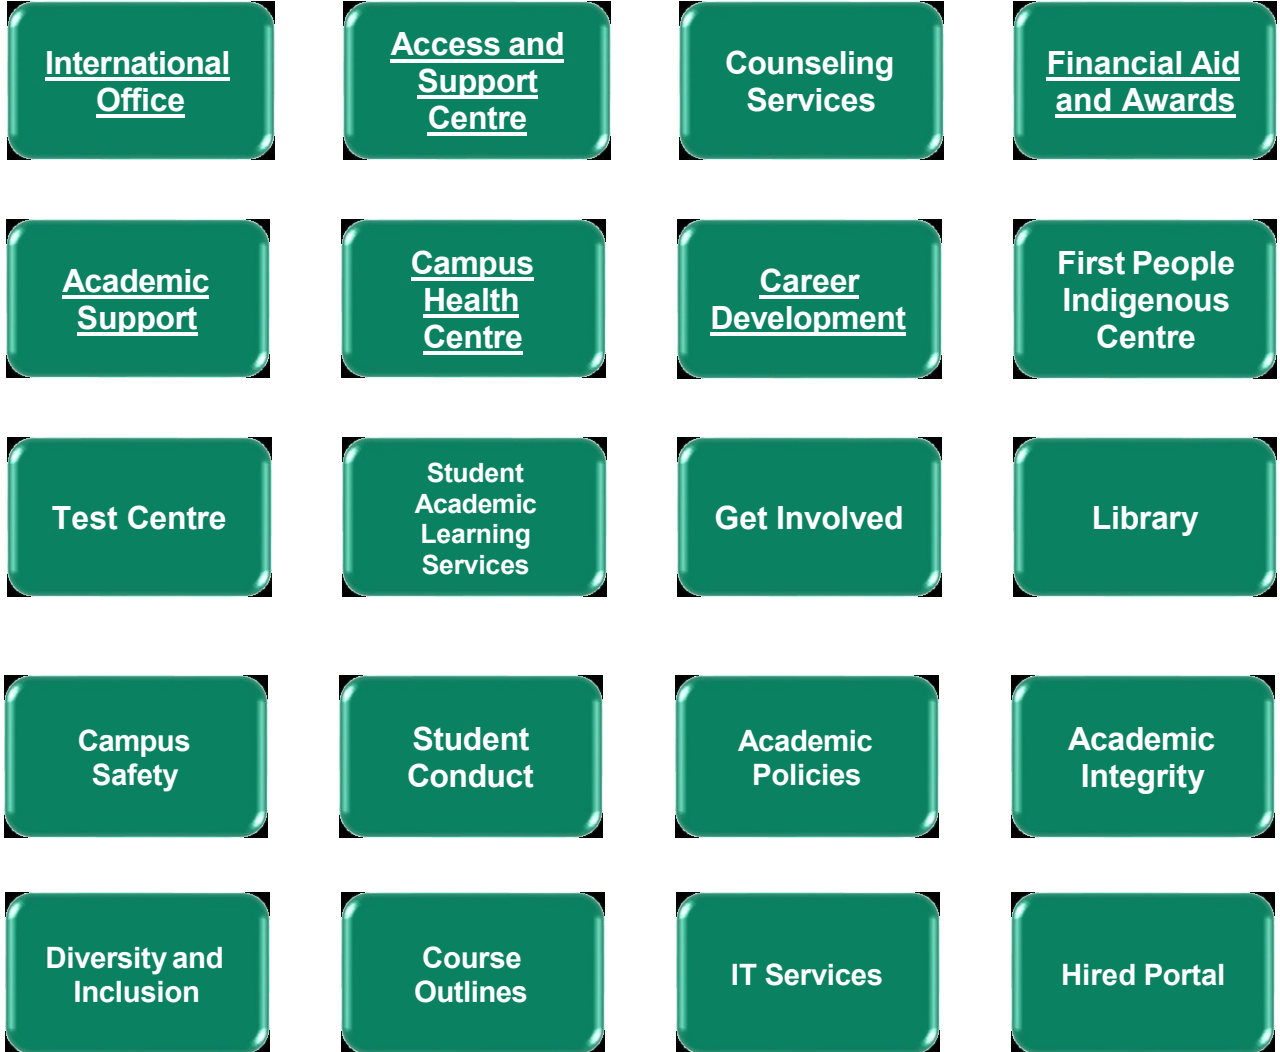 International
Office
Access and
Support
Centre
Counseling
Services
Financial Aid
and Awards
Academic
Support
Campus
Health
Centre
Career
Development
First People
Indigenous
Centre
Test Centre
Student
Academic
Learning
Services
Get Involved
Library
Campus
Safety
Student
Conduct
Academic
Policies
Academic
Integrity
Diversity and
Inclusion
Course
Outlines
IT Services
Hired Portal